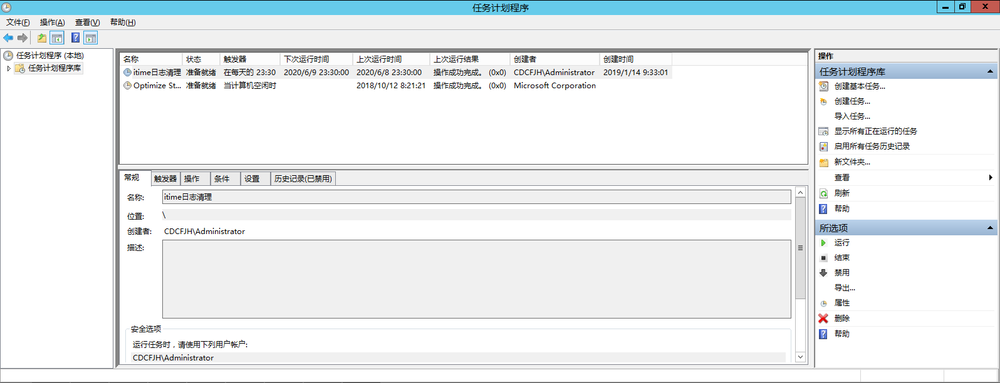 任务计划程序
文件(F) 操作(A) 查看(V) 帮助(H)
任务计划程序 (本地)
任务计划程序库
名称 状态 触发器 下次运行时间 上次运行时间 上次运行结果 创建者 创建时间
itime日志清理 准备就绪 在每天的 23:30 2020/6/9 23:30:00 2020/6/8 23:30:00 操作成功完成。 (0x0) CDCFJH\Administrator 2019/1/14 9:33:01
Optimize St... 准备就绪 当计算机空闲时 2018/10/12 8:21:21 操作成功完成。 (0x0) Microsoft Corporation
常规 触发器 操作 条件 设置 历史记录(已禁用)
名称: itime日志清理
位置: \
创建者: CDCFJH\Administrator
描述:
安全选项
运行任务时，请使用下列用户帐户:
CDCFJH\Administrator
操作
任务计划程序库
创建基本任务...
创建任务...
导入任务...
显示所有正在运行的任务
启用所有任务历史记录
新文件夹...
查看
刷新
帮助
所选项
运行
结束
禁用
导出...
属性
删除
帮助